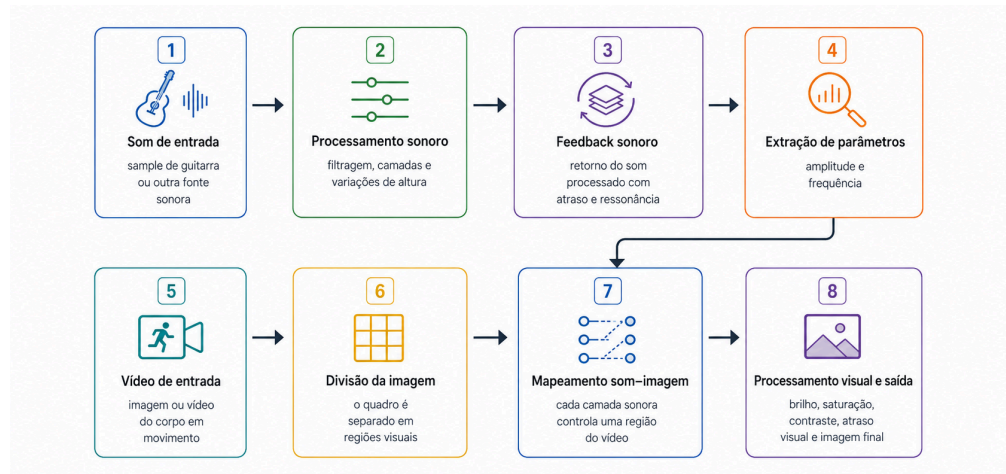 1
Som de entrada
sample de guitarra
ou outra fonte
sonora
2
Processamento sonoro
filtragem, camadas e
variações de altura
3
Feedback sonoro
retorno do som
processado com
atraso e ressonância
4
Extração de parâmetros
amplitude e
frequência
5
Vídeo de entrada
imagem ou vídeo
do corpo em
movimento
6
Divisão da imagem
o quadro é
separado em
regiões visuais
7
Mapeamento som–imagem
cada camada sonora
controla uma região
do vídeo
8
Processamento visual e saída
brilho, saturação,
contraste, atraso
visual e imagem final